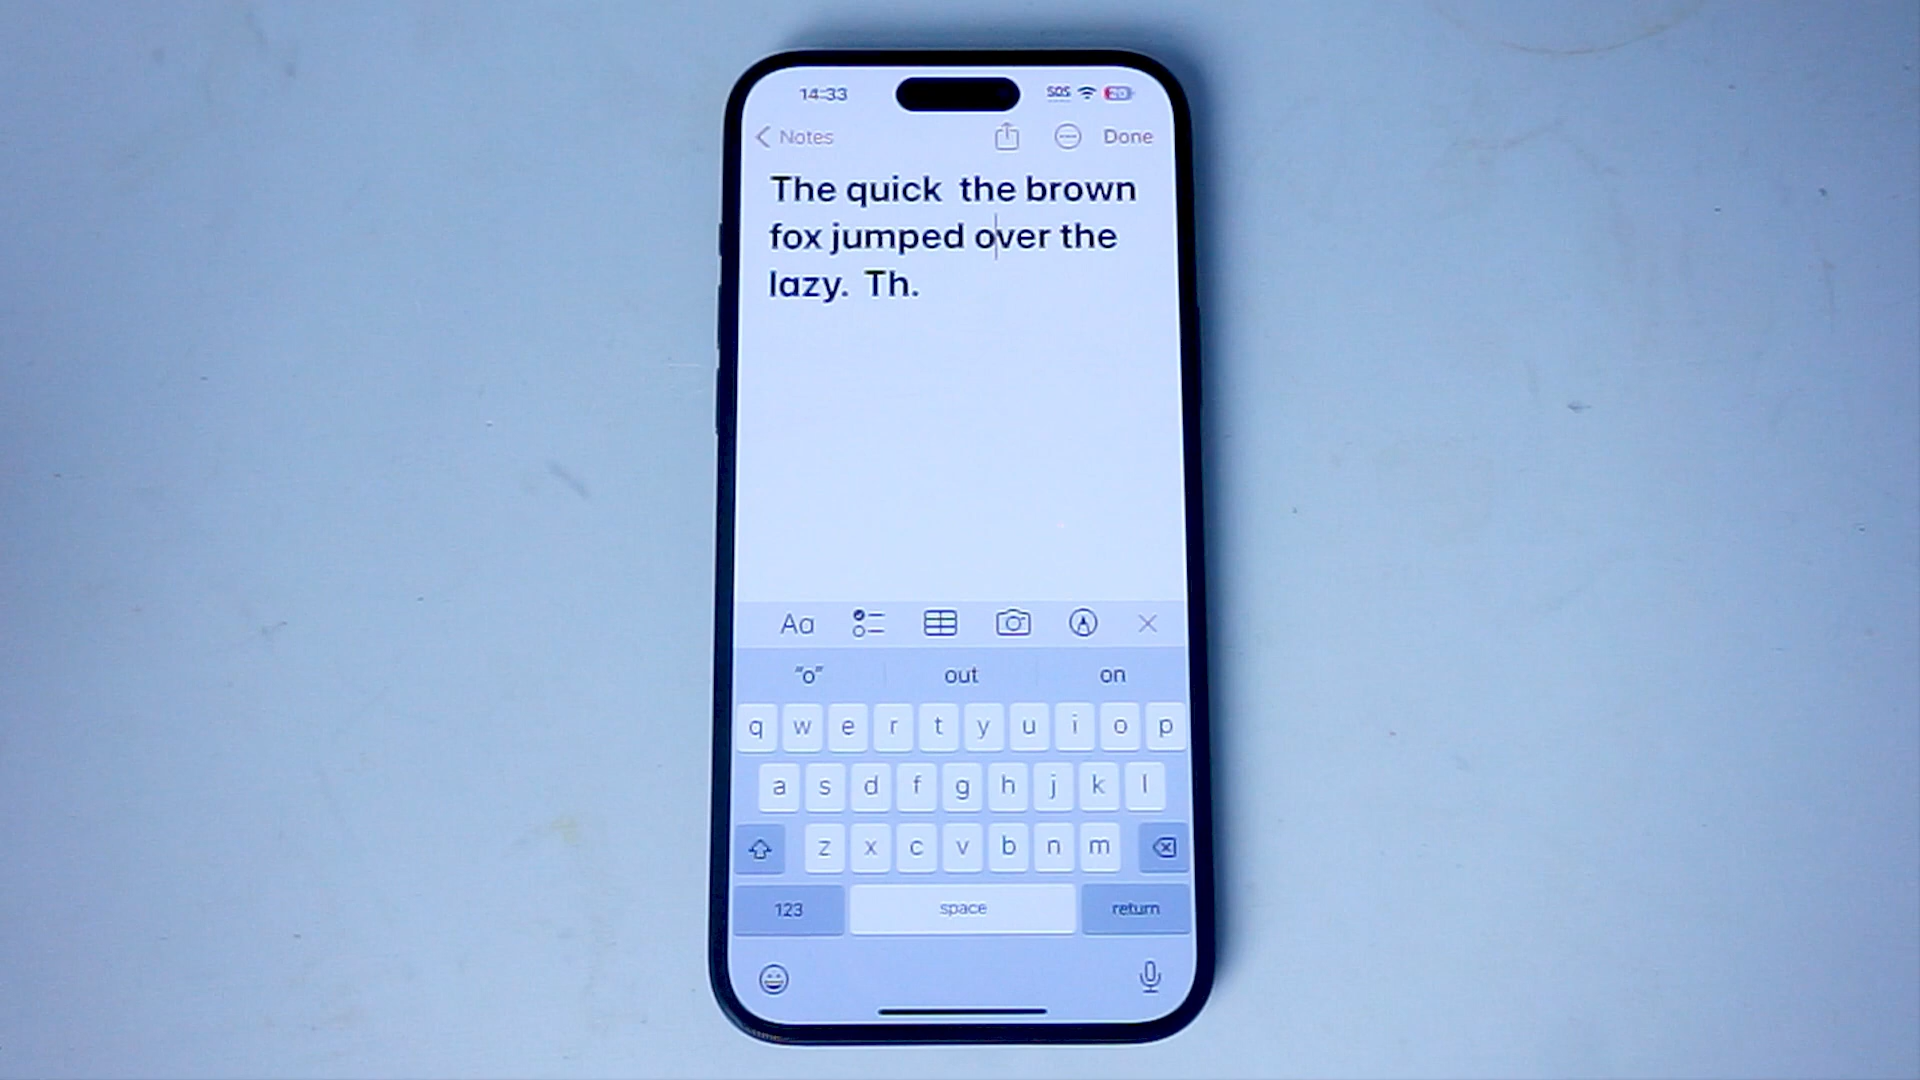 14:33 SOS 20
Notes Done
The quick  the brown
fox jumped over the
lazy.  Th.
Aa
“o” out on
q w e r t y u i o p
a s d f g h j k l
z x c v b n m
123 space return